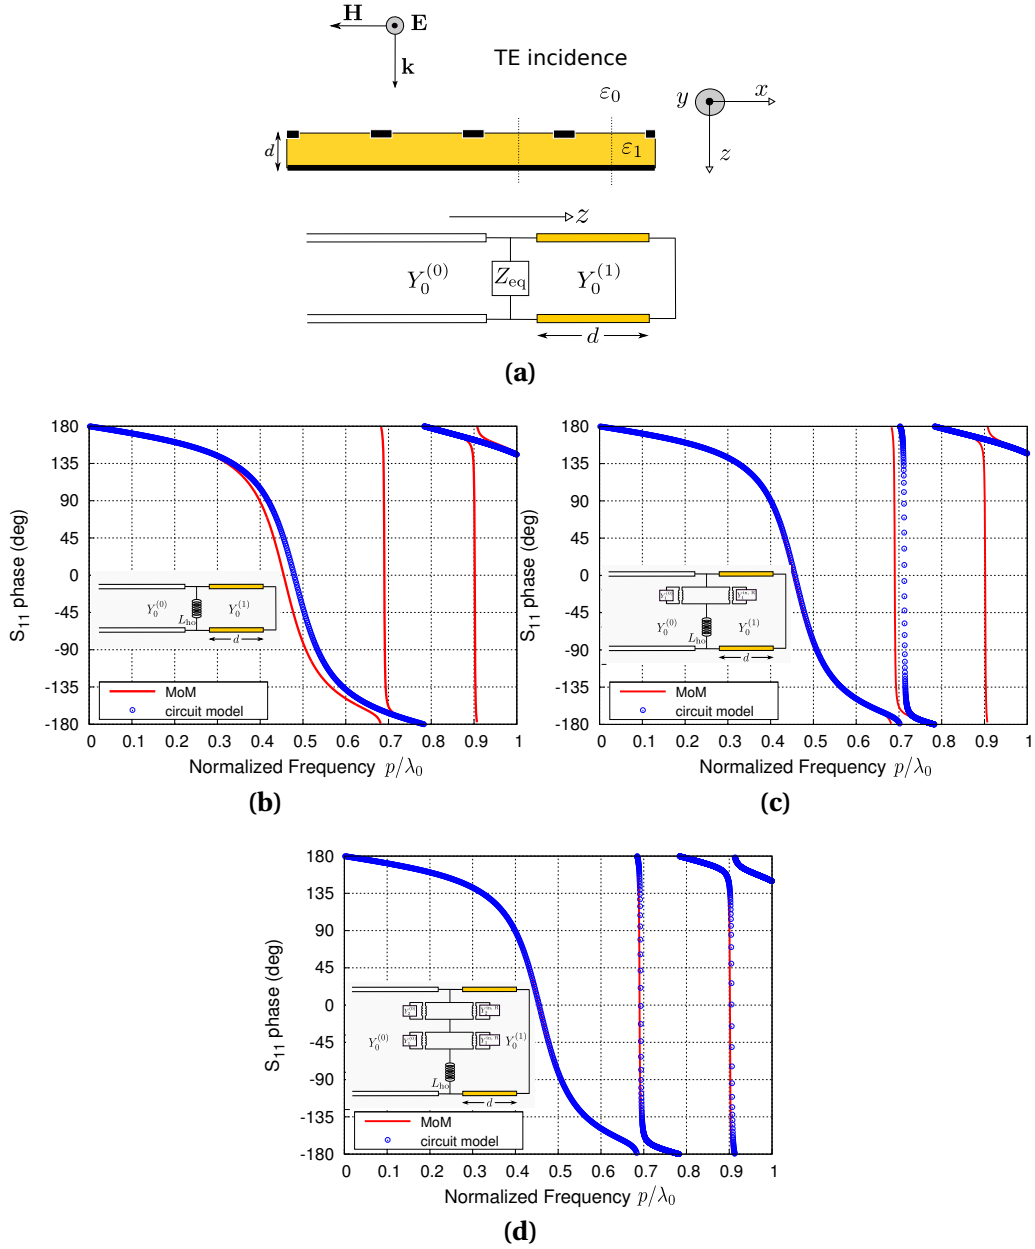 H E
k
TE incidence
ε₀
y x
d ε₁ z
z
Y₀⁽⁰⁾ Z_eq Y₀⁽¹⁾
d
(a)
180
135
90
45
0
-45
-90
-135
-180
S₁₁ phase (deg)
Y₀⁽⁰⁾ L_ho Y₀⁽¹⁾
d
MoM
circuit model
0 0.1 0.2 0.3 0.4 0.5 0.6 0.7 0.8 0.9 1
Normalized Frequency p/λ₀
(b)
180
135
90
45
0
-45
-90
-135
-180
S₁₁ phase (deg)
Y₀⁽⁰⁾ L_ho Y₀⁽¹⁾
d
MoM
circuit model
0 0.1 0.2 0.3 0.4 0.5 0.6 0.7 0.8 0.9 1
Normalized Frequency p/λ₀
(c)
180
135
90
45
0
-45
-90
-135
-180
S₁₁ phase (deg)
Y₀⁽⁰⁾ Y₀⁽¹⁾
L_ho
d
MoM
circuit model
0 0.1 0.2 0.3 0.4 0.5 0.6 0.7 0.8 0.9 1
Normalized Frequency p/λ₀
(d)